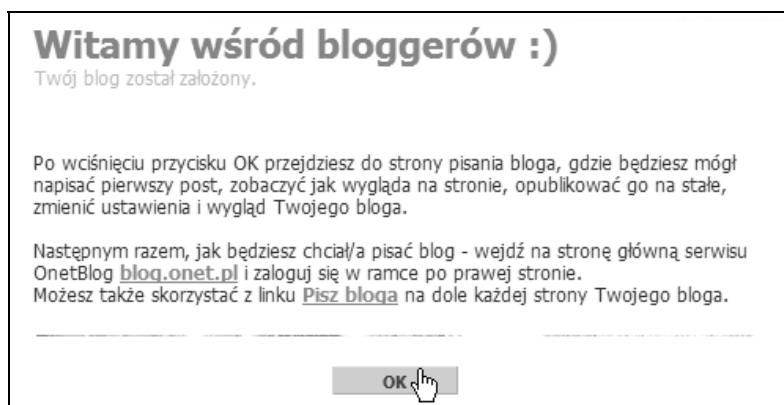 Witamy wśród bloggerów :)
Twój blog został założony.
Po wciśnięciu przycisku OK przejdziesz do strony pisania bloga, gdzie będziesz mógł
napisać pierwszy post, zobaczyć jak wygląda na stronie, opublikować go na stałe,
zmienić ustawienia i wygląd Twojego bloga.
Następnym razem, jak będziesz chciał/a pisać blog - wejdź na stronę główną serwisu
OnetBlog blog.onet.pl i zaloguj się w ramce po prawej stronie.
Możesz także skorzystać z linku Pisz bloga na dole każdej strony Twojego bloga.
OK